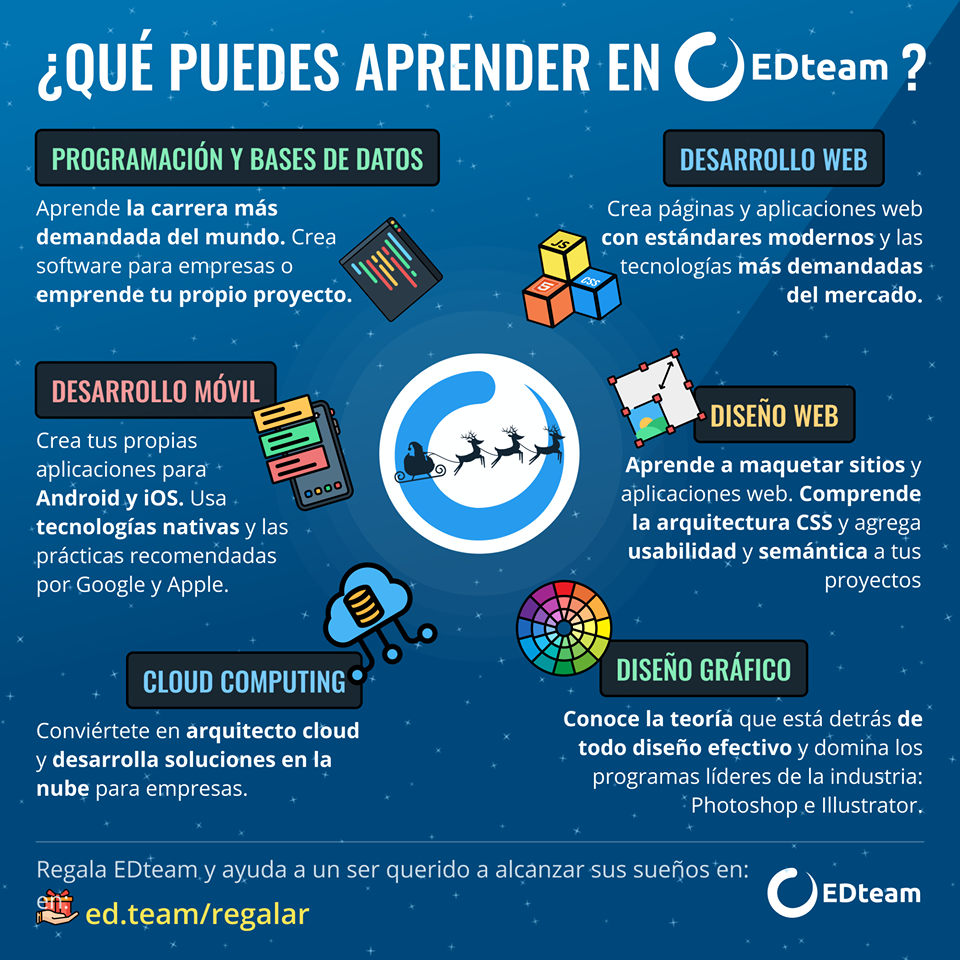 ¿QUÉ PUEDES APRENDER EN EDteam ?
PROGRAMACIÓN Y BASES DE DATOS
Aprende la carrera más
demandada del mundo. Crea
software para empresas o
emprende tu propio proyecto.
DESARROLLO WEB
Crea páginas y aplicaciones web
con estándares modernos y las
tecnologías más demandadas
del mercado.
JS
CSS
DESARROLLO MÓVIL
Crea tus propias
aplicaciones para
Android y iOS. Usa
tecnologías nativas y las
prácticas recomendadas
por Google y Apple.
DISEÑO WEB
Aprende a maquetar sitios y
aplicaciones web. Comprende
la arquitectura CSS y agrega
usabilidad y semántica a tus
proyectos
CLOUD COMPUTING
Conviértete en arquitecto cloud
y desarrolla soluciones en la
nube para empresas.
DISEÑO GRÁFICO
Conoce la teoría que está detrás de
todo diseño efectivo y domina los
programas líderes de la industria:
Photoshop e Illustrator.
Regala EDteam y ayuda a un ser querido a alcanzar sus sueños en:
en:
ed.team/regalar
EDteam